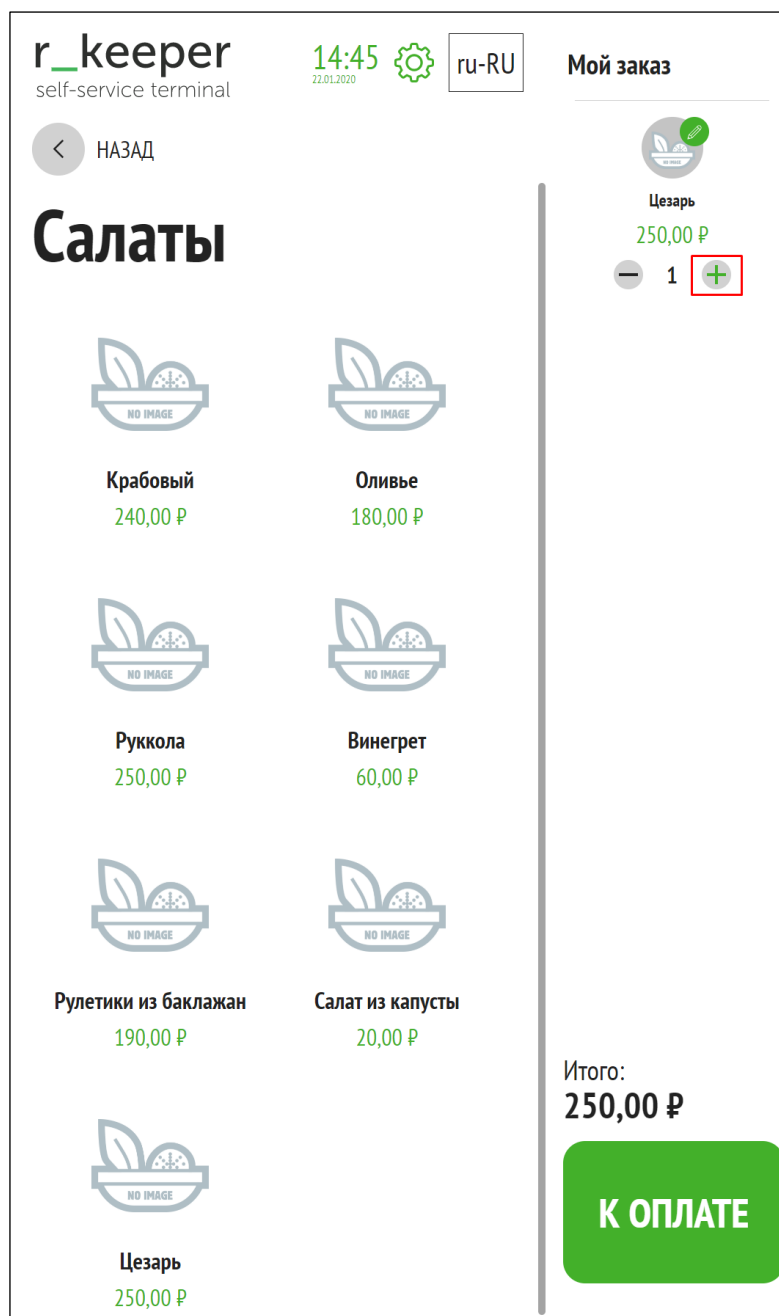 r_keeper
self-service terminal
14:45
22.01.2020
ru-RU
НАЗАД
Салаты
NO IMAGE
NO IMAGE
Крабовый
Оливье
240,00 ₽
180,00 ₽
NO IMAGE
NO IMAGE
Руккола
Винегрет
250,00 ₽
60,00 ₽
NO IMAGE
NO IMAGE
Рулетики из баклажан
Салат из капусты
190,00 ₽
20,00 ₽
NO IMAGE
Цезарь
250,00 ₽
Мой заказ
NO IMAGE
Цезарь
250,00 ₽
1
Итого:
250,00 ₽
К ОПЛАТЕ